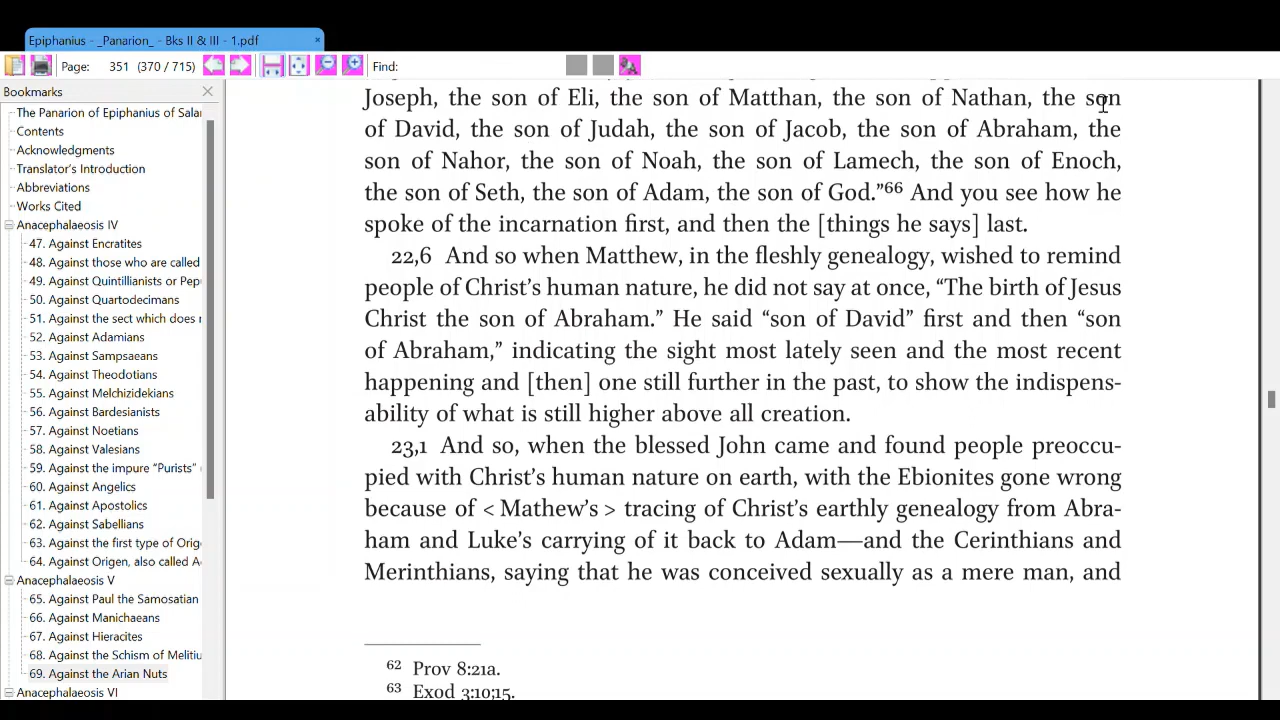 Epiphanius - _Panarion_ - Bks II & III - 1.pdf
Page: 351 (370 / 715) Find:
Bookmarks
The Panarion of Epiphanius of Sala
Contents
Acknowledgments
Translator's Introduction
Abbreviations
Works Cited
Anacephalaeosis IV
47. Against Encratites
48. Against those who are called
49. Against Quintillianists or Pep
50. Against Quartodecimans
51. Against the sect which does r
52. Against Adamians
53. Against Sampsaeans
54. Against Theodotians
55. Against Melchizidekians
56. Against Bardesianists
57. Against Noetians
58. Against Valesians
59. Against the impure “Purists” (
60. Against Angelics
61. Against Apostolics
62. Against Sabellians
63. Against the first type of Orig
64. Against Origen, also called A
Anacephalaeosis V
65. Against Paul the Samosatian
66. Against Manichaeans
67. Against Hieracites
68. Against the Schism of Melitiu
69. Against the Arian Nuts
Anacephalaeosis VI
Joseph, the son of Eli, the son of Matthan, the son of Nathan, the son
of David, the son of Judah, the son of Jacob, the son of Abraham, the
son of Nahor, the son of Noah, the son of Lamech, the son of Enoch,
the son of Seth, the son of Adam, the son of God.”66 And you see how he
spoke of the incarnation first, and then the [things he says] last.
22,6 And so when Matthew, in the fleshly genealogy, wished to remind
people of Christ’s human nature, he did not say at once, “The birth of Jesus
Christ the son of Abraham.” He said “son of David” first and then “son
of Abraham,” indicating the sight most lately seen and the most recent
happening and [then] one still further in the past, to show the indispens-
ability of what is still higher above all creation.
23,1 And so, when the blessed John came and found people preoccu-
pied with Christ’s human nature on earth, with the Ebionites gone wrong
because of < Mathew’s > tracing of Christ’s earthly genealogy from Abra-
ham and Luke’s carrying of it back to Adam—and the Cerinthians and
Merinthians, saying that he was conceived sexually as a mere man, and
62 Prov 8:21a.
63 Exod 3:10;15.